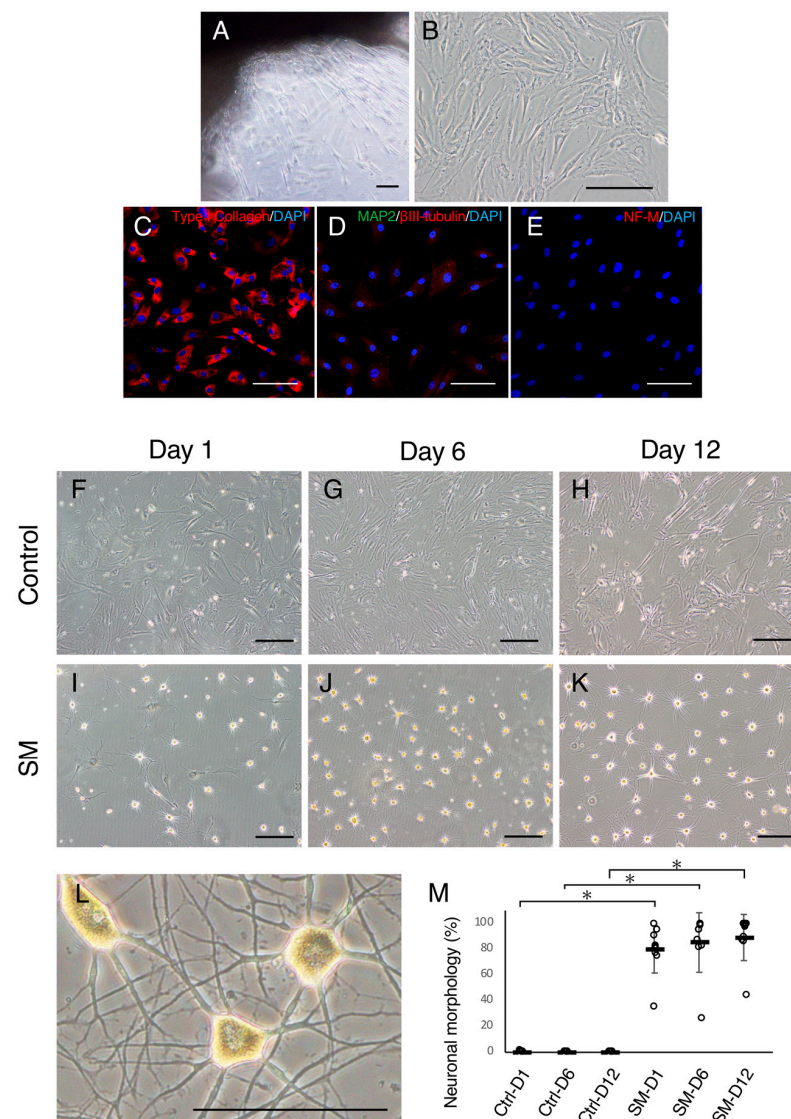 A
B
C
Type I Collagen/DAPI
D
MAP2/βIII-tubulin/DAPI
E
NF-M/DAPI
Day 1
Day 6
Day 12
Control
F
G
H
SM
I
J
K
L
M
Neuronal morphology (%)
100
80
60
40
20
0
*
*
*
Ctrl-D1
Ctrl-D6
Ctrl-D12
SM-D1
SM-D6
SM-D12